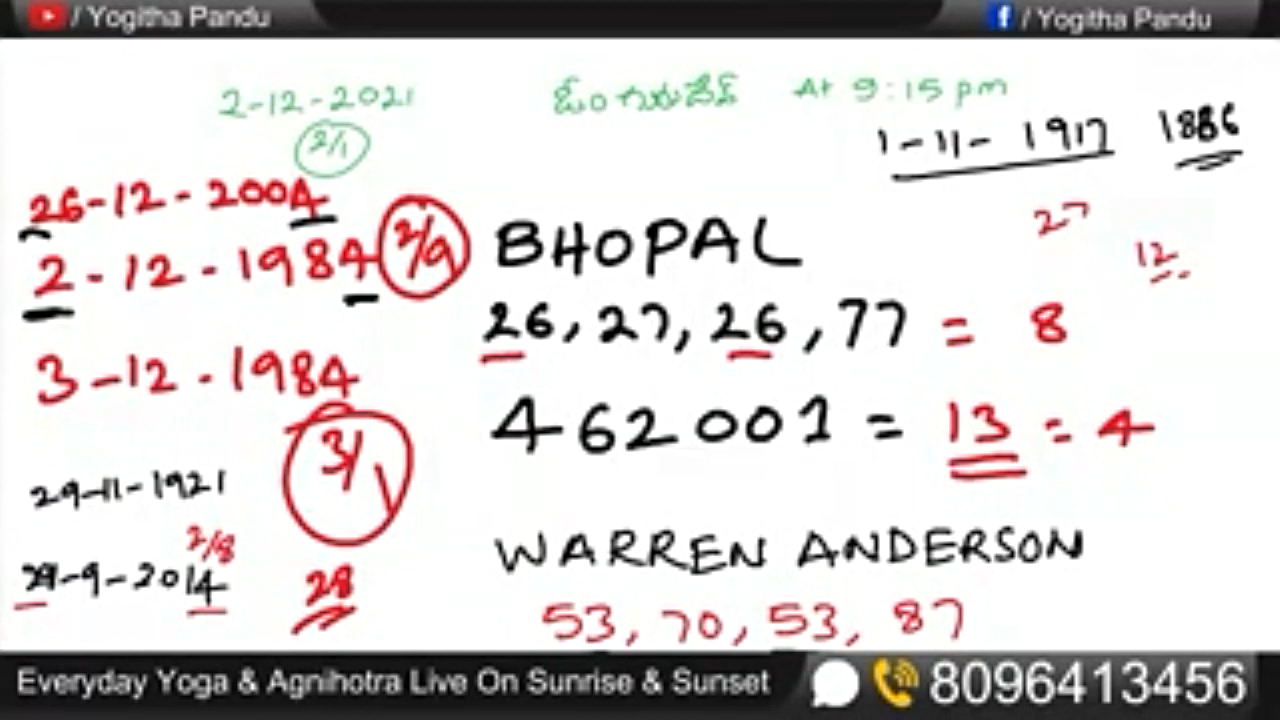 / Yogitha Pandu
/ Yogitha Pandu
2-12-2021
ఓం గురుదేవ్
At 9:15 pm
2/1
1-11-1917
1886
26-12-2004
2-12-1984
2/9
BHOPAL
27
12
26, 27, 26, 77 = 8
3-12-1984
3/1
462001 = 13 = 4
29-11-1921
2/8
29-9-2014
28
WARREN ANDERSON
53, 70, 53, 87
Everyday Yoga & Agnihotra Live On Sunrise & Sunset
8096413456